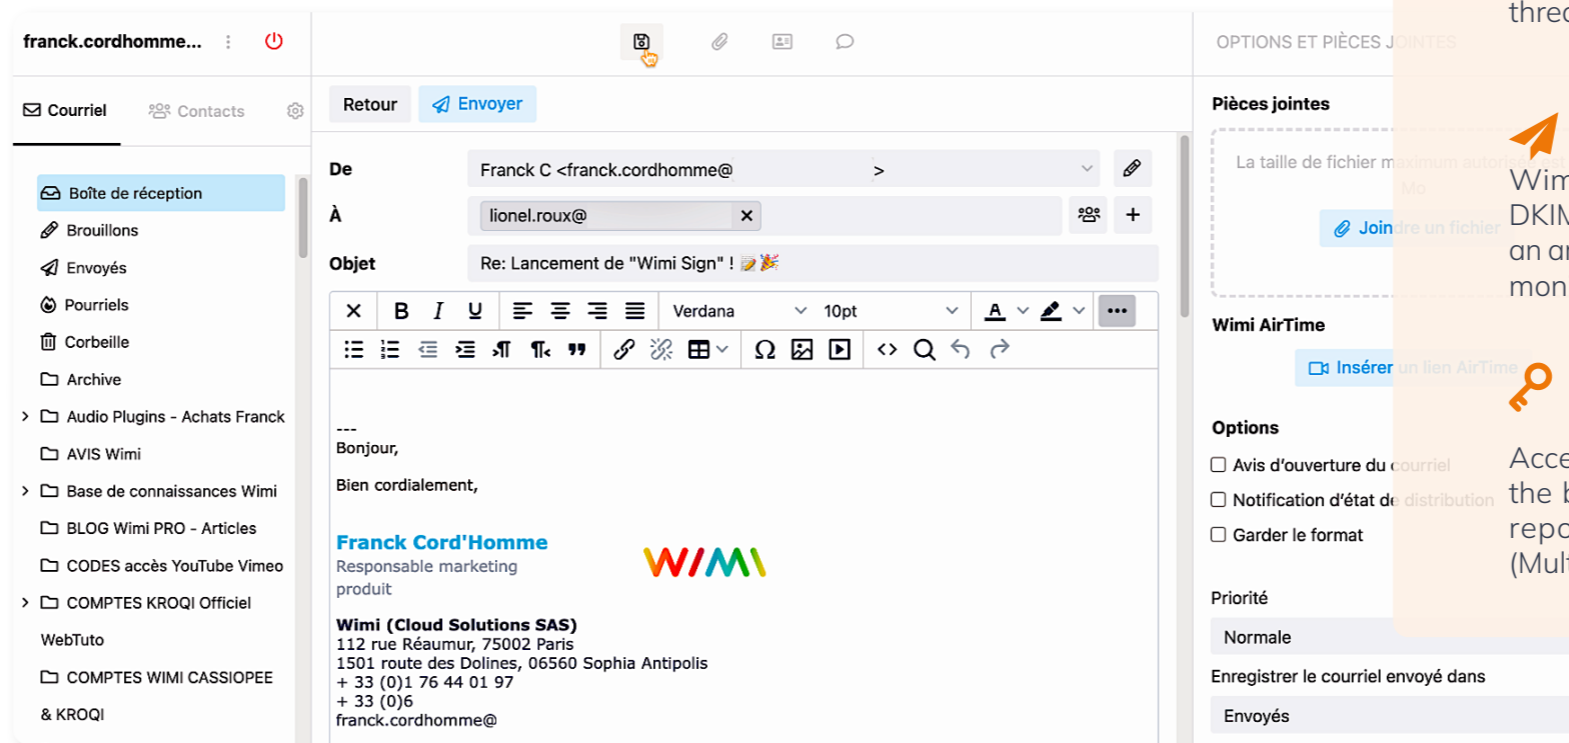 franck.cordhomme...
OPTIONS ET PIÈCES JOINTES
Courriel
Contacts
Retour
Envoyer
Boîte de réception
Brouillons
Envoyés
Pourriels
Corbeille
Archive
Audio Plugins - Achats Franck
AVIS Wimi
Base de connaissances Wimi
BLOG Wimi PRO - Articles
CODES accès YouTube Vimeo
COMPTES KROQI Officiel
WebTuto
COMPTES WIMI CASSIOPEE
& KROQI
De
Franck C <franck.cordhomme@ >
À
lionel.roux@
Objet
Re: Lancement de "Wimi Sign" ! 📝🎉
Verdana
10pt
---
Bonjour,
Bien cordialement,
Franck Cord'Homme
Responsable marketing
produit
WIMI
Wimi (Cloud Solutions SAS)
112 rue Réaumur, 75002 Paris
1501 route des Dolines, 06560 Sophia Antipolis
+ 33 (0)1 76 44 01 97
+ 33 (0)6
franck.cordhomme@
Pièces jointes
La taille de fichier maximum autorisée est
Mo
Joindre un fichier
Wimi AirTime
Insérer un lien AirTime
Options
Avis d'ouverture du courriel
Notification d'état de distribution
Garder le format
Priorité
Normale
Enregistrer le courriel envoyé dans
Envoyés
DKIM
an
mon
Acce
the
repo
(Mult